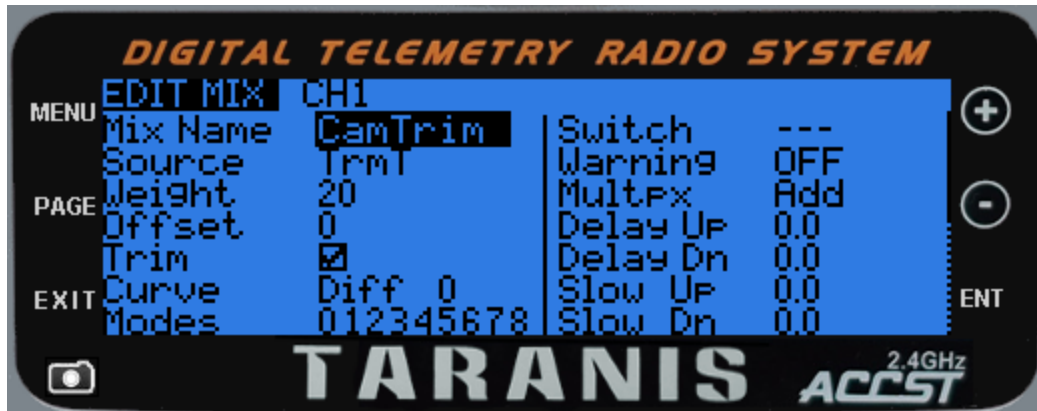 DIGITAL TELEMETRY RADIO SYSTEM
MENU
PAGE
EXIT
EDIT MIX CH1
Mix Name CamTrim
Source TrmT
Weight 20
Offset 0
Trim
Curve Diff 0
Modes 012345678
Switch ---
Warning OFF
Multpx Add
Delay Up 0.0
Delay Dn 0.0
Slow Up 0.0
Slow Dn 0.0
+
-
ENT
TARANIS
2.4GHz
ACCST